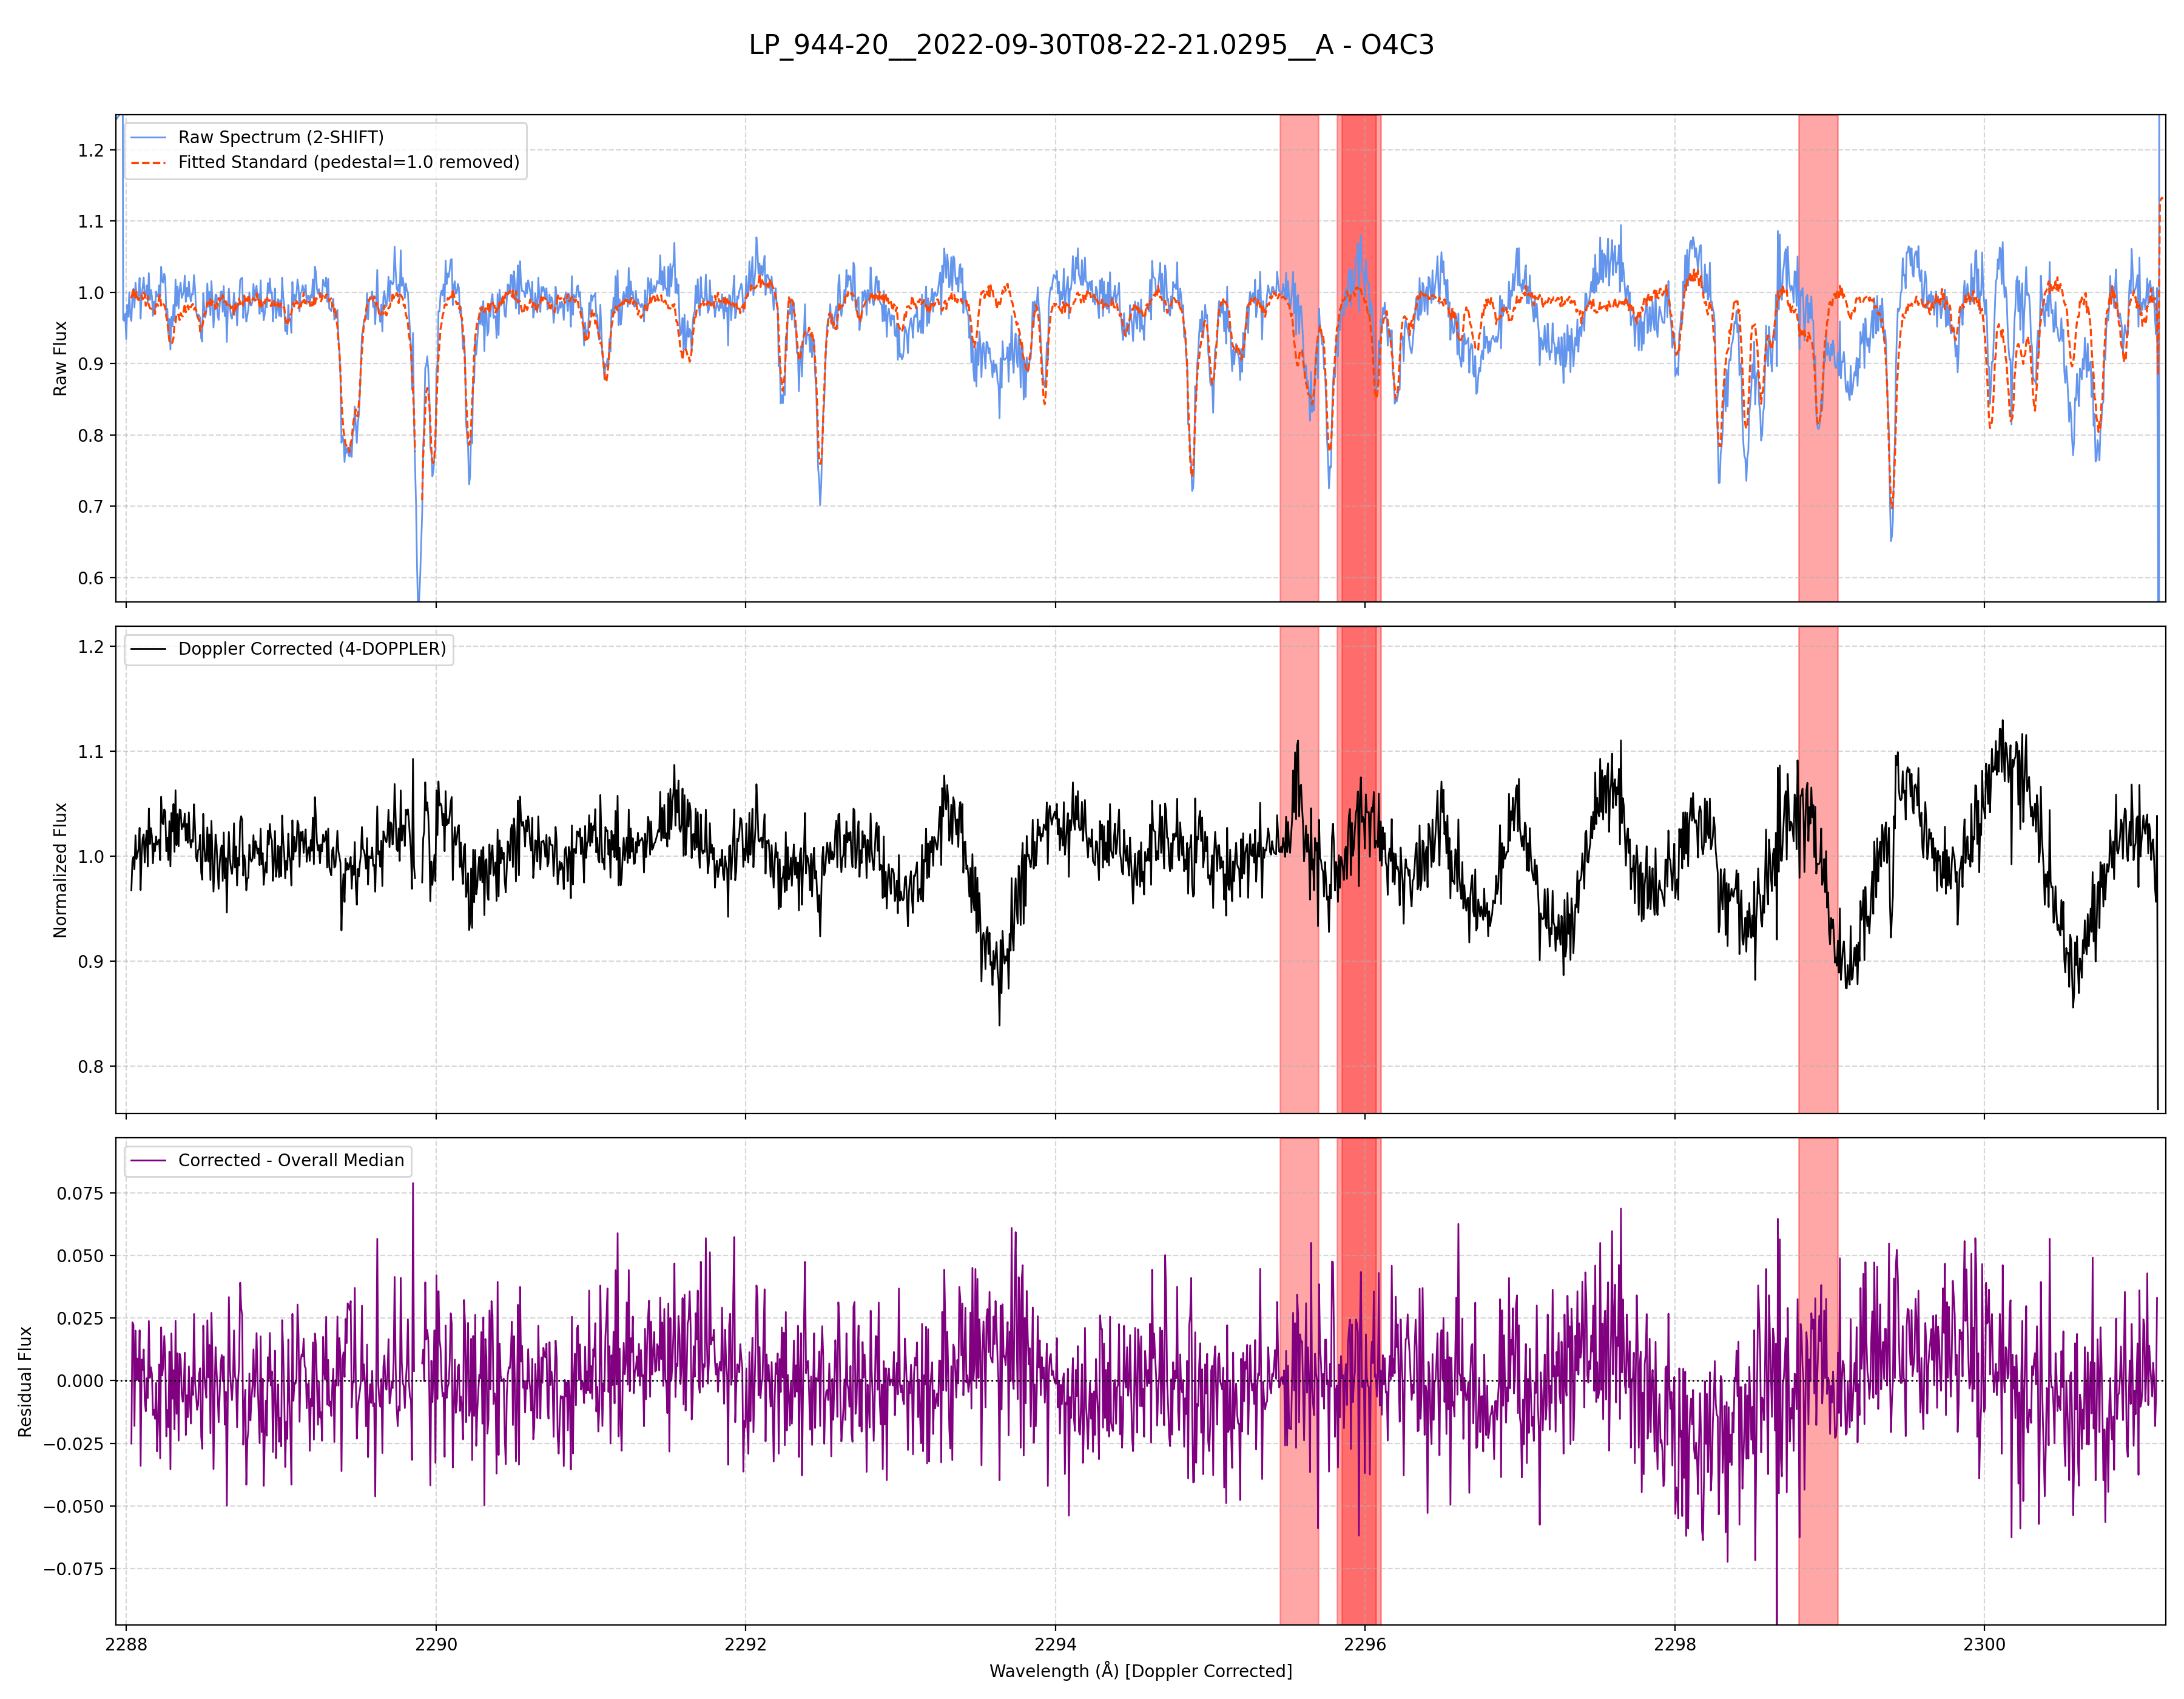 LP_944-20__2022-09-30T08-22-21.0295__A - O4C3
Raw Spectrum (2-SHIFT)
Fitted Standard (pedestal=1.0 removed)
Raw Flux
1.2
1.1
1.0
0.9
0.8
0.7
0.6
Doppler Corrected (4-DOPPLER)
Normalized Flux
1.2
1.1
1.0
0.9
0.8
Corrected - Overall Median
Residual Flux
0.075
0.050
0.025
0.000
−0.025
−0.050
−0.075
2288 2290 2292 2294 2296 2298 2300
Wavelength (Å) [Doppler Corrected]